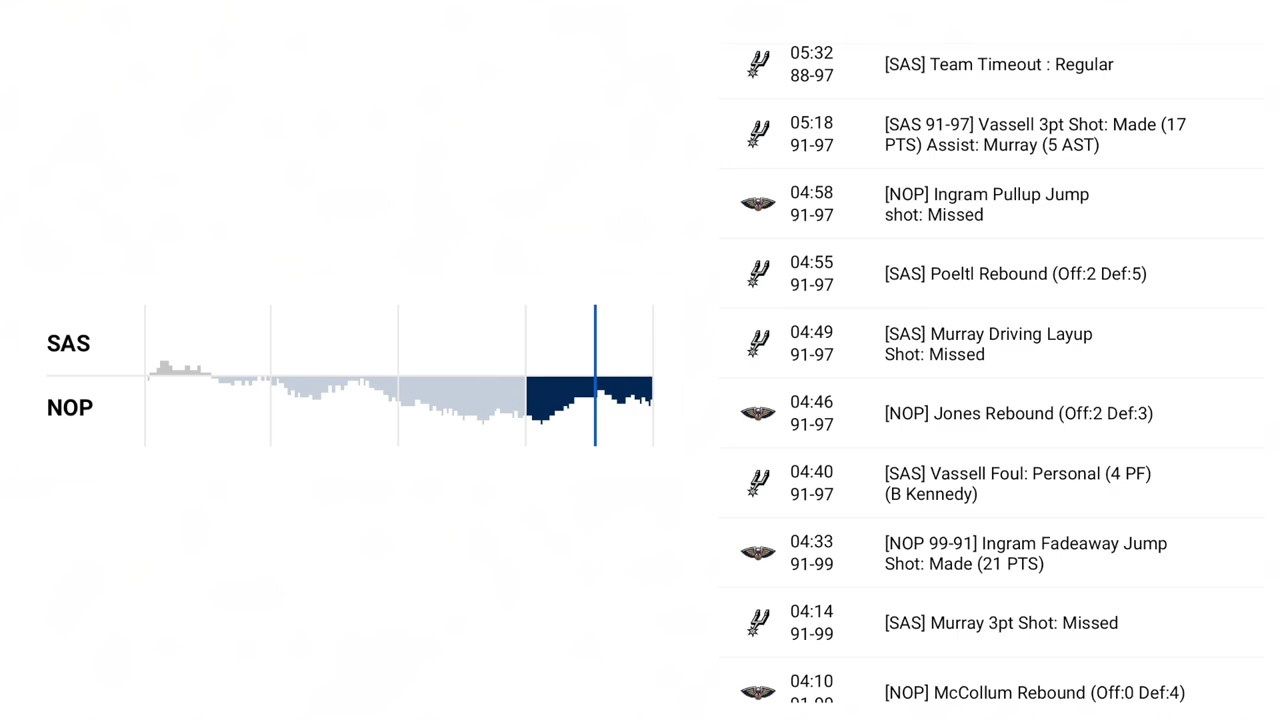 SAS
NOP
05:32
88-97
[SAS] Team Timeout : Regular
05:18
91-97
[SAS 91-97] Vassell 3pt Shot: Made (17
PTS) Assist: Murray (5 AST)
04:58
91-97
[NOP] Ingram Pullup Jump
shot: Missed
04:55
91-97
[SAS] Poeltl Rebound (Off:2 Def:5)
04:49
91-97
[SAS] Murray Driving Layup
Shot: Missed
04:46
91-97
[NOP] Jones Rebound (Off:2 Def:3)
04:40
91-97
[SAS] Vassell Foul: Personal (4 PF)
(B Kennedy)
04:33
91-99
[NOP 99-91] Ingram Fadeaway Jump
Shot: Made (21 PTS)
04:14
91-99
[SAS] Murray 3pt Shot: Missed
04:10
[NOP] McCollum Rebound (Off:0 Def:4)